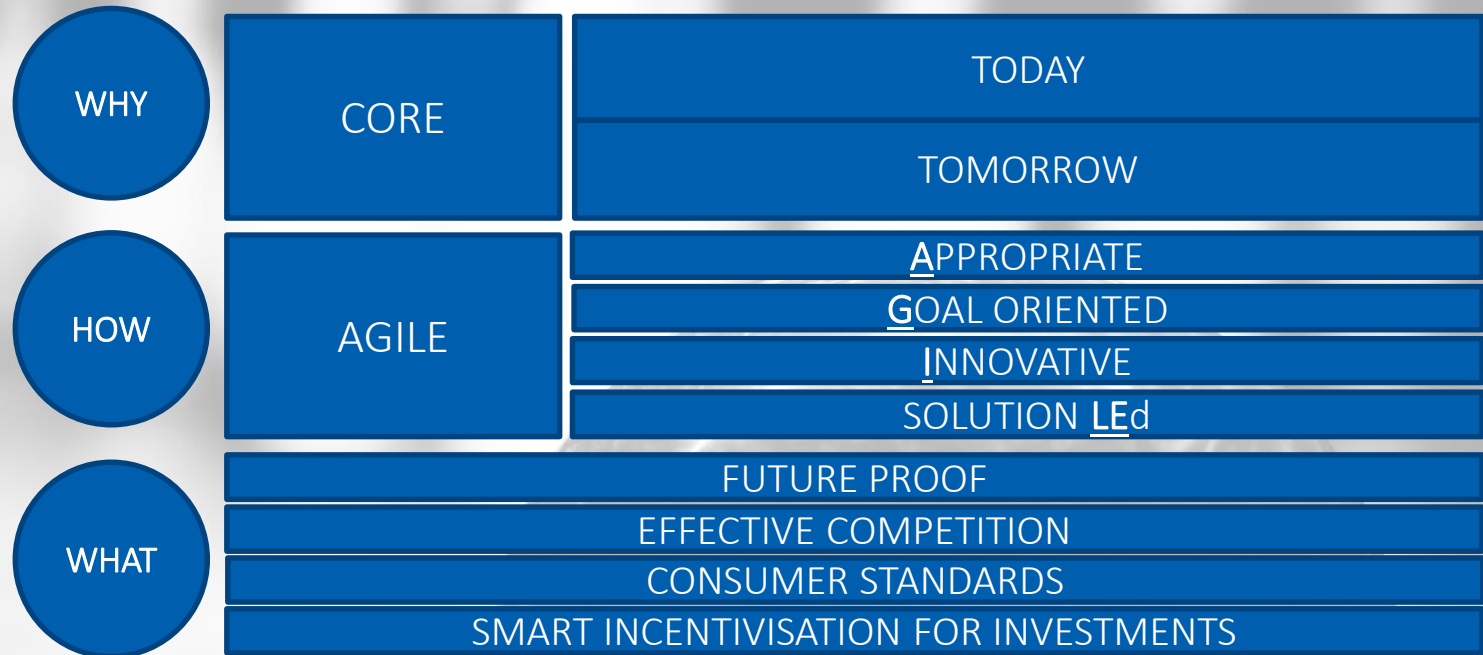 WHY
CORE
TODAY
TOMORROW
HOW
AGILE
APPROPRIATE
GOAL ORIENTED
INNOVATIVE
SOLUTION LEd
WHAT
FUTURE PROOF
EFFECTIVE COMPETITION
CONSUMER STANDARDS
SMART INCENTIVISATION FOR INVESTMENTS